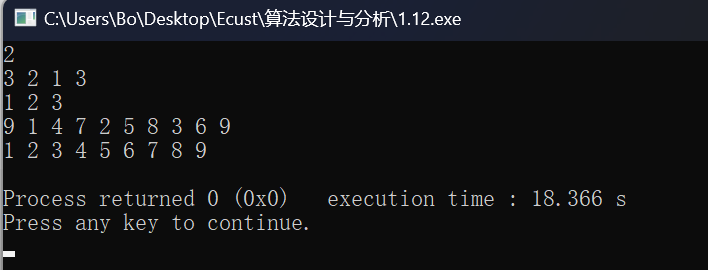 C:\Users\Bo\Desktop\Ecust\算法设计与分析\1.12.exe
2
3 2 1 3
1 2 3
9 1 4 7 2 5 8 3 6 9
1 2 3 4 5 6 7 8 9
Process returned 0 (0x0)   execution time : 18.366 s
Press any key to continue.